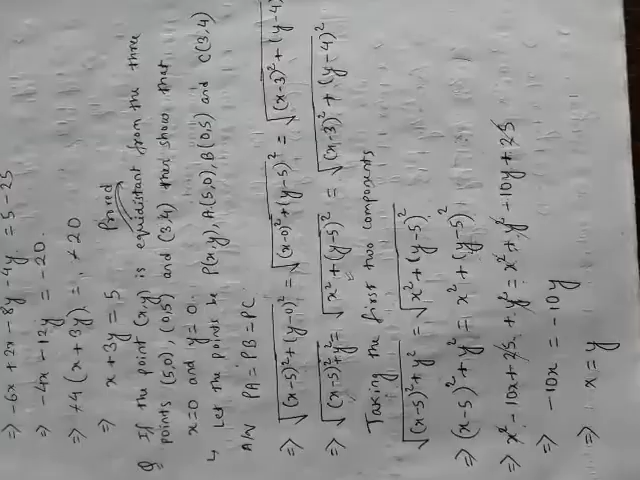 ⇒ -6x + 2x - 8y - 4y = 5 - 25
⇒ -4x - 12y = -20.
⇒ +4(x + 3y) = +20
⇒ x + 3y = 5
Proved
Q If the point (x,y) is equidistant from the three
points (5,0), (0,5) and (3,4) then shows that
x=0 and y=0.
↳ Let the points be P(x,y), A(5,0), B(0,5) and C(3,4)
A/N PA = PB = PC
⇒ √(x-5)² + (y-0)² = √(x-0)² + (y-5)² = √(x-3)² + (y-4)²
⇒ √(x-5)² + y² = √x² + (y-5)² = √(x-3)² + (y-4)²
Taking the first two components
√(x-5)² + y² = √x² + (y-5)²
⇒ (x-5)² + y² = x² + (y-5)²
⇒ x² - 10x + 25 + y² = x² + y² - 10y + 25
⇒ -10x = -10y
⇒ x = y